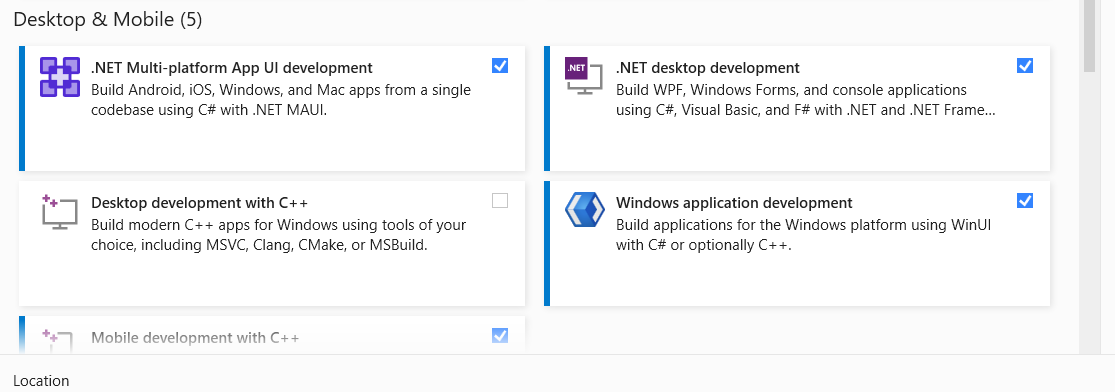 Desktop & Mobile (5)
.NET Multi-platform App UI development
Build Android, iOS, Windows, and Mac apps from a single
codebase using C# with .NET MAUI.
.NET
.NET desktop development
Build WPF, Windows Forms, and console applications
using C#, Visual Basic, and F# with .NET and .NET Frame...
Desktop development with C++
Build modern C++ apps for Windows using tools of your
choice, including MSVC, Clang, CMake, or MSBuild.
Windows application development
Build applications for the Windows platform using WinUI
with C# or optionally C++.
Mobile development with C++
Location